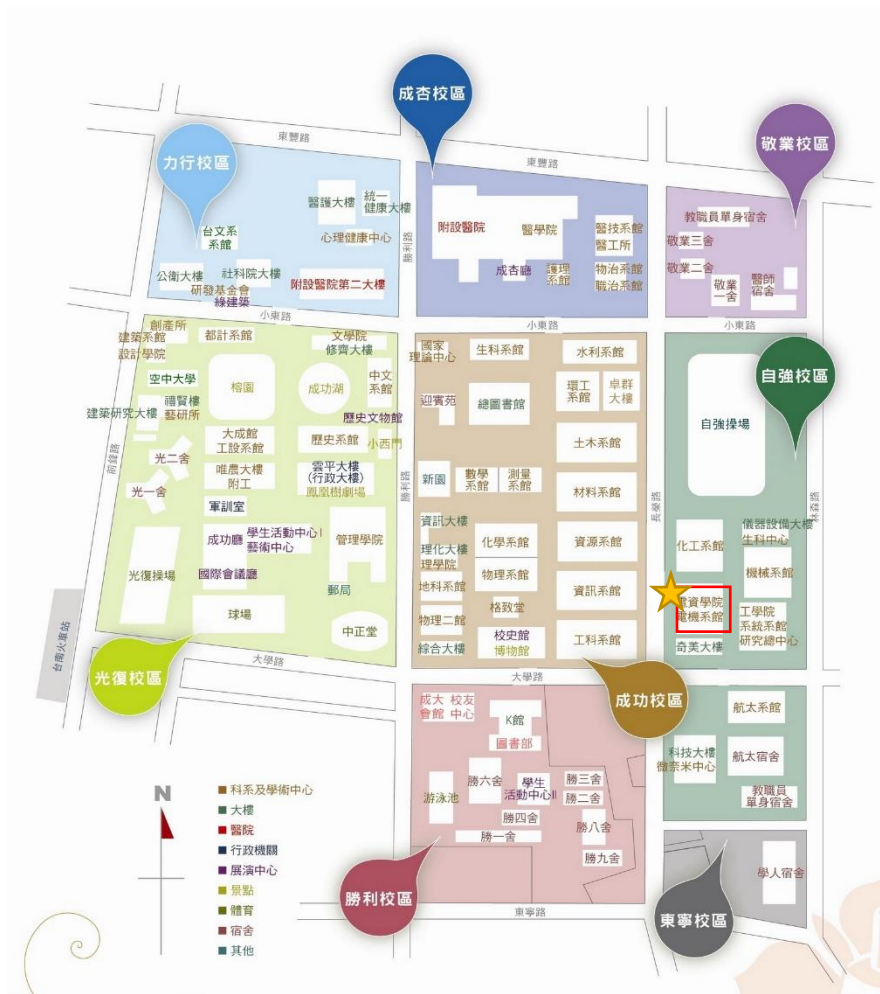 成杏校區
東豐路
力行校區
東豐路
敬業校區
醫護大樓
統一
健康大樓
台文系
系館
心理健康中心
勝利路
公衛大樓
社科院大樓
研發基金會
綠建築
附設醫院第二大樓
附設醫院
醫學院
醫技系館
醫工所
成杏廳
護理
系館
物治系館
職治系館
教職員單身宿舍
敬業三舍
敬業二舍
敬業
一舍
醫師
宿舍
小東路
小東路
小東路
創產所
建築系館
設計學院
都計系館
文學院
修齊大樓
空中大學
榕園
成功湖
中文
系館
禮賢樓
藝研所
建築研究大樓
歷史文物館
大成館
工設系館
歷史系館
小西門
光二舍
唯農大樓
附工
雲平大樓
(行政大樓)
鳳凰樹劇場
光一舍
軍訓室
前鋒路
勝利路
成功廳
學生活動中心I
藝術中心
管理學院
光復操場
國際會議廳
郵局
球場
中正堂
台南火車站
大學路
光復校區
國家
理論中心
生科系館
水利系館
迎賓苑
總圖書館
環工
系館
卓群
大樓
土木系館
新園
數學
系館
測量
系館
材料系館
資訊大樓
理化大樓
理學院
化學系館
資源系館
地科系館
物理系館
資訊系館
物理二館
格致堂
綜合大樓
校史館
博物館
工科系館
大學路
成功校區
長榮路
自強校區
自強操場
林森路
儀器設備大樓
生科中心
化工系館
機械系館
電資學院
電機系館
工學院
系統系館
研究總中心
奇美大樓
航太系館
科技大樓
微奈米中心
航太宿舍
教職員
單身宿舍
成大
會館
校友
中心
K館
圖書部
游泳池
勝六舍
學生
活動中心II
勝三舍
勝二舍
勝四舍
勝一舍
勝八舍
勝九舍
勝利校區
東寧路
東寧校區
學人宿舍
N
科系及學術中心
大樓
醫院
行政機關
展演中心
景點
體育
宿舍
其他